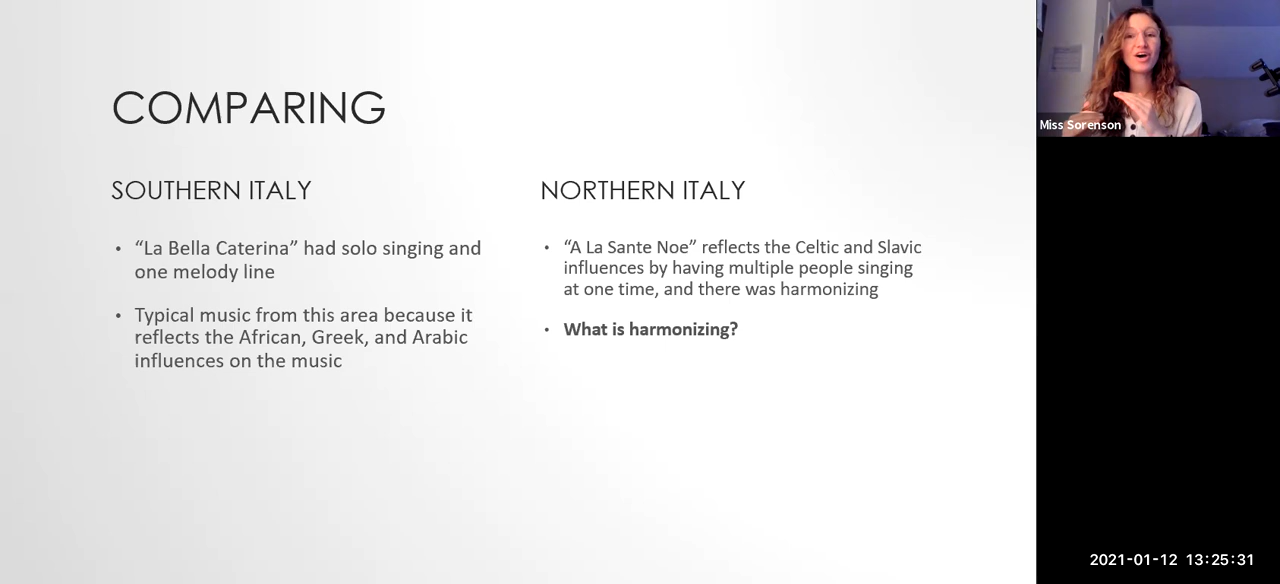 COMPARING
SOUTHERN ITALY
• “La Bella Caterina” had solo singing and
one melody line
• Typical music from this area because it
reflects the African, Greek, and Arabic
influences on the music
NORTHERN ITALY
• “A La Sante Noe” reflects the Celtic and Slavic
influences by having multiple people singing
at one time, and there was harmonizing
• What is harmonizing?
Miss Sorenson
2021-01-12 13:25:31